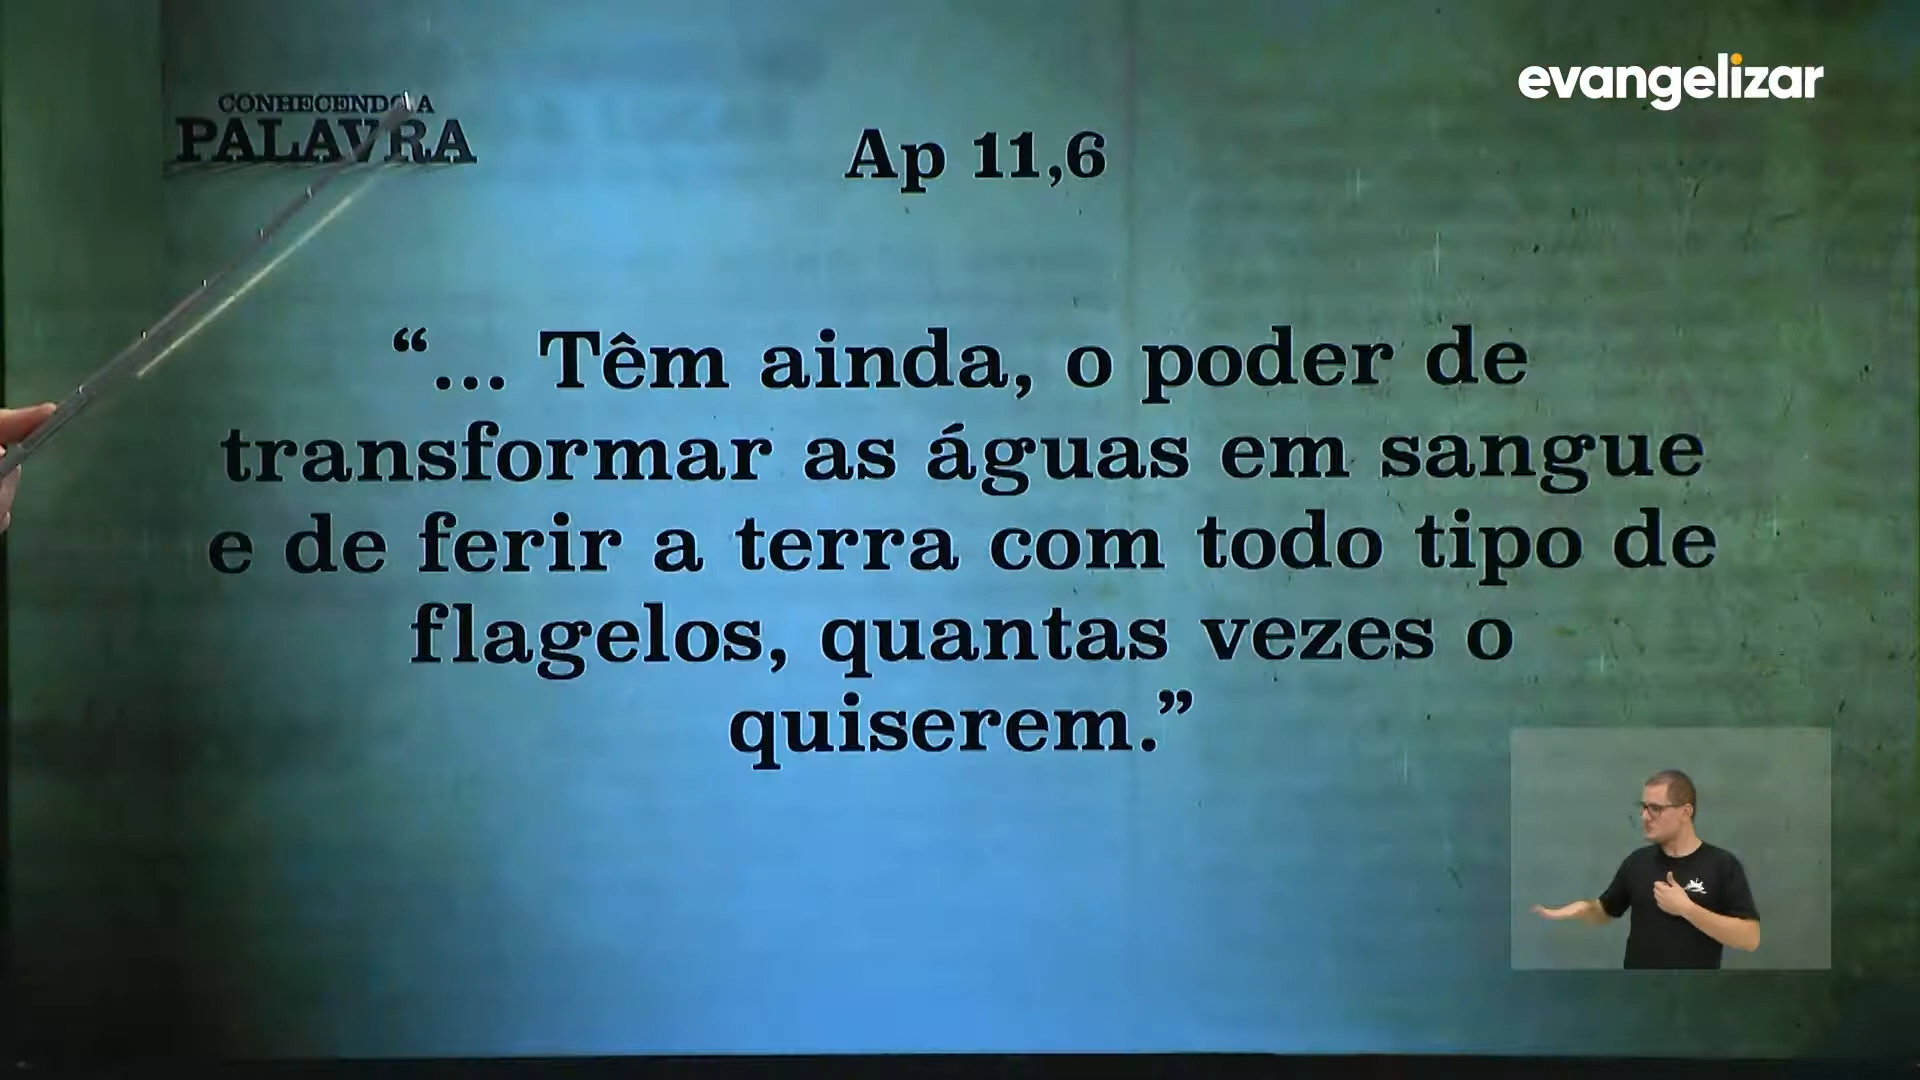 evangelizar
CONHECENDO A
PALAVRA
Ap 11,6
“... Têm ainda, o poder de
transformar as águas em sangue
e de ferir a terra com todo tipo de
flagelos, quantas vezes o
quiserem.”